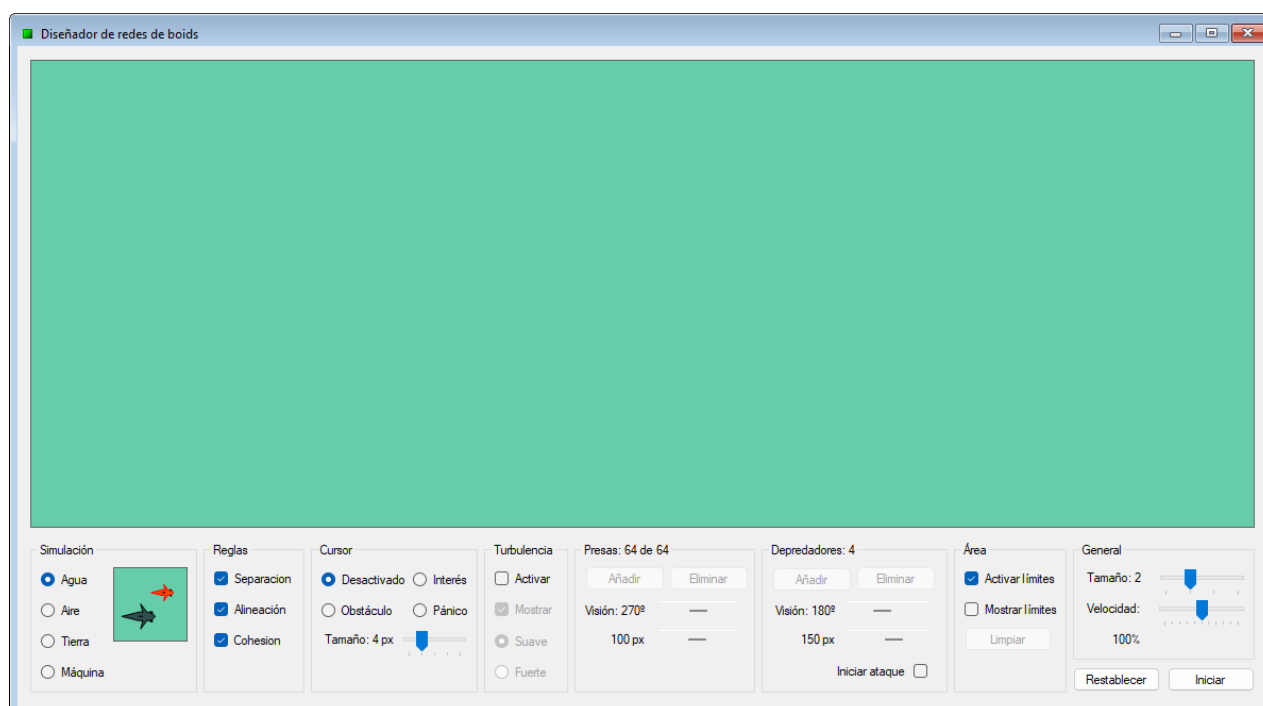 Diseñador de redes de boids
Simulación
Agua
Aire
Tierra
Máquina
Reglas
Separacion
Alineación
Cohesion
Cursor
Desactivado Interés
Obstáculo Pánico
Tamaño: 4 px
Turbulencia
Activar
Mostrar
Suave
Fuerte
Presas: 64 de 64
Añadir Eliminar
Visión: 270º
100 px
Depredadores: 4
Añadir Eliminar
Visión: 180º
150 px
Iniciar ataque
Área
Activar límites
Mostrar límites
Limpiar
General
Tamaño: 2
Velocidad:
100%
Restablecer Iniciar